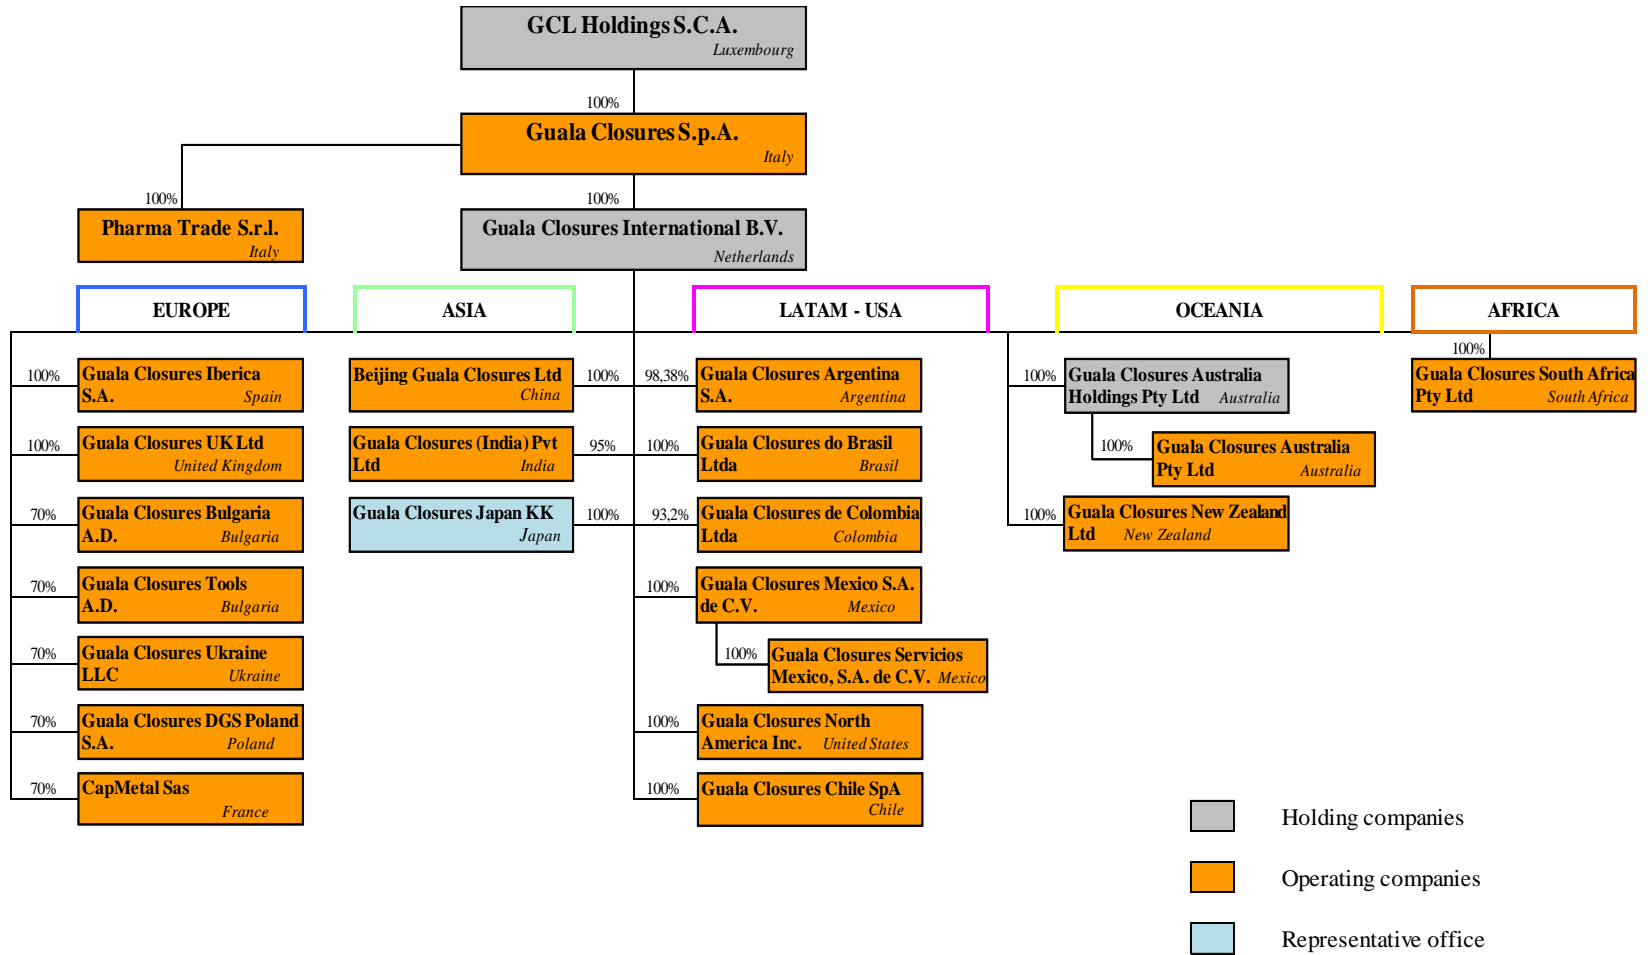 GCL Holdings S.C.A.
Luxembourg
100%
Guala Closures S.p.A.
Italy
100%
100%
Pharma Trade S.r.l.
Italy
Guala Closures International B.V.
Netherlands
EUROPE
ASIA
LATAM - USA
OCEANIA
AFRICA
100%
Guala Closures Iberica
S.A. Spain
100%
Guala Closures UK Ltd
United Kingdom
70%
Guala Closures Bulgaria
A.D. Bulgaria
70%
Guala Closures Tools
A.D. Bulgaria
70%
Guala Closures Ukraine
LLC Ukraine
70%
Guala Closures DGS Poland
S.A. Poland
70%
CapMetal Sas
France
Beijing Guala Closures Ltd
China
100%
Guala Closures (India) Pvt
Ltd India
95%
Guala Closures Japan KK
Japan
100%
98,38%
Guala Closures Argentina
S.A. Argentina
100%
Guala Closures do Brasil
Ltda Brasil
93,2%
Guala Closures de Colombia
Ltda Colombia
100%
Guala Closures Mexico S.A.
de C.V. Mexico
100%
Guala Closures Servicios
Mexico, S.A. de C.V. Mexico
100%
Guala Closures North
America Inc. United States
100%
Guala Closures Chile SpA
Chile
100%
Guala Closures Australia
Holdings Pty Ltd Australia
100%
Guala Closures Australia
Pty Ltd Australia
100%
Guala Closures New Zealand
Ltd New Zealand
100%
Guala Closures South Africa
Pty Ltd South Africa
Holding companies
Operating companies
Representative office